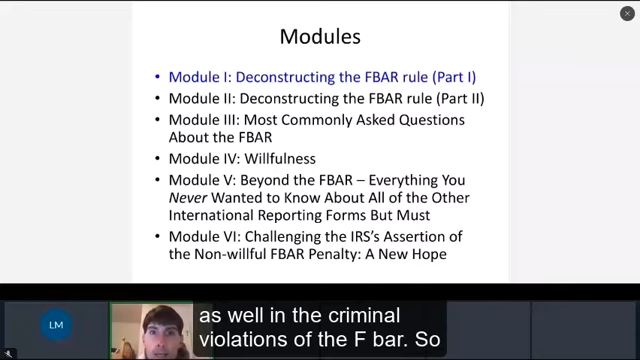 Modules
• Module I: Deconstructing the FBAR rule (Part I)
• Module II: Deconstructing the FBAR rule (Part II)
• Module III: Most Commonly Asked Questions
About the FBAR
• Module IV: Willfulness
• Module V: Beyond the FBAR – Everything You
Never Wanted to Know About All of the Other
International Reporting Forms But Must
• Module VI: Challenging the IRS's Assertion of
the Non-willful FBAR Penalty: A New Hope
LM
as well in the criminal
violations of the F bar. So